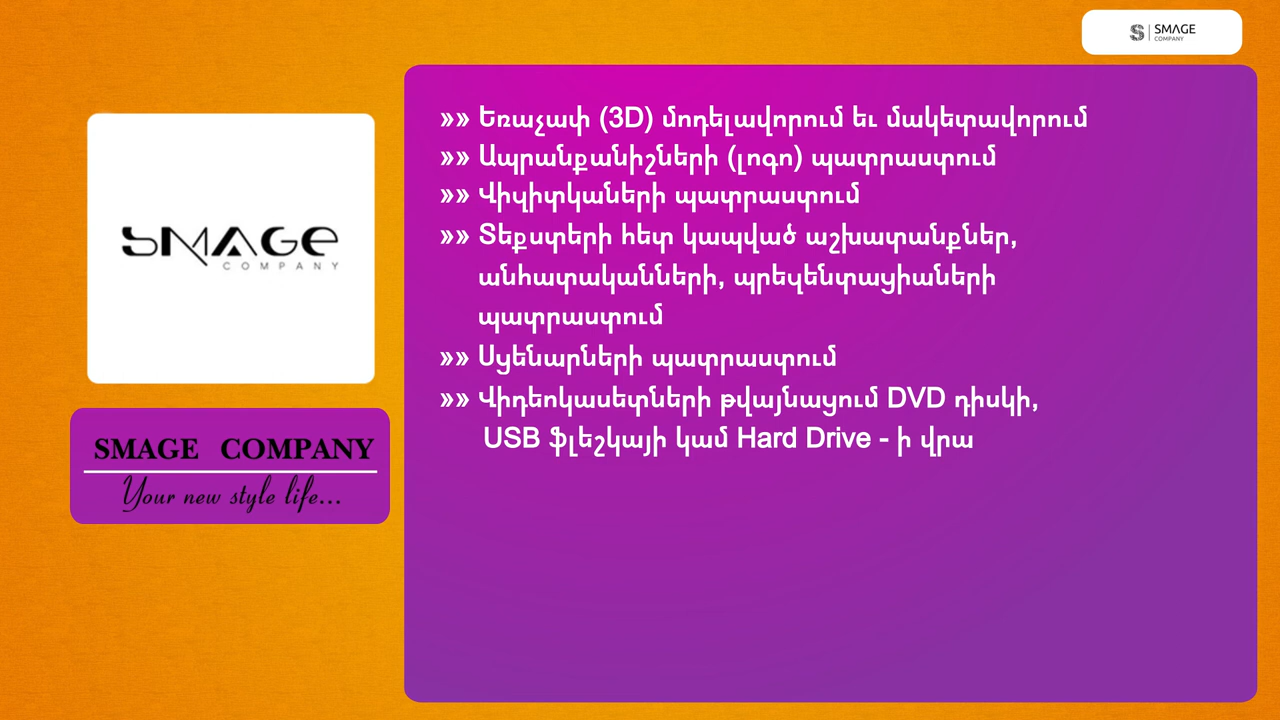 SMAGE
COMPANY
»» Եռաչափ (3D) մոդելավորում եւ մակետավորում
»» Ապրանքանիշների (լոգո) պատրաստում
»» Վիզիտկաների պատրաստում
»» Տեքստերի հետ կապված աշխատանքներ,
անհատականների, պրեզենտացիաների
պատրաստում
»» Սցենարների պատրաստում
»» Վիդեոկասետների թվայնացում DVD դիսկի,
USB ֆլեշկայի կամ Hard Drive - ի վրա
SMAGE
COMPANY
SMAGE COMPANY
Your new style life...